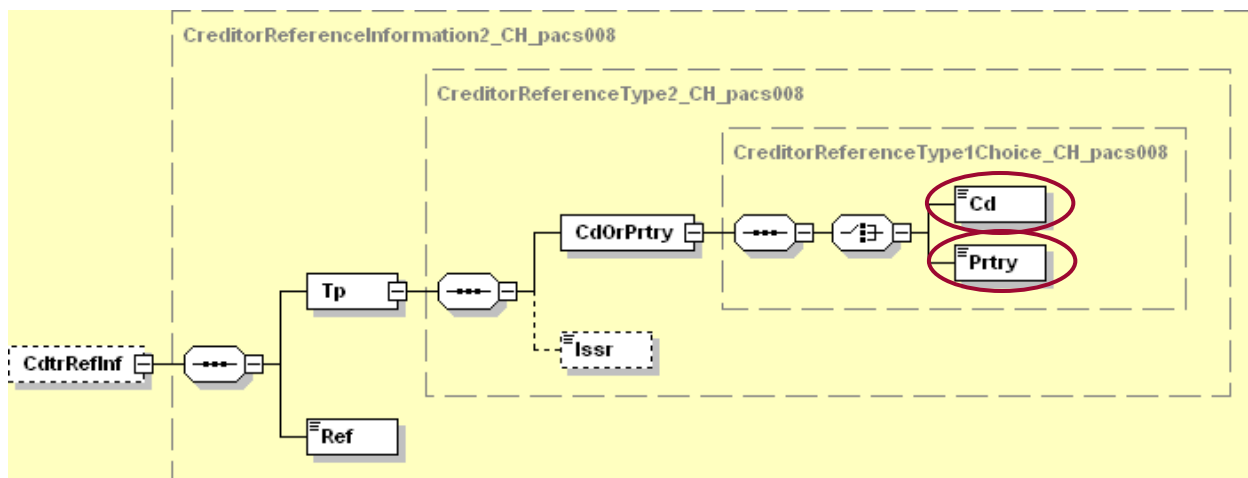 CreditorReferenceInformation2_CH_pacs008
CreditorReferenceType2_CH_pacs008
CreditorReferenceType1Choice_CH_pacs008
Cd
CdOrPrtry
Prtry
Tp
Issr
CdtrRefInf
Ref